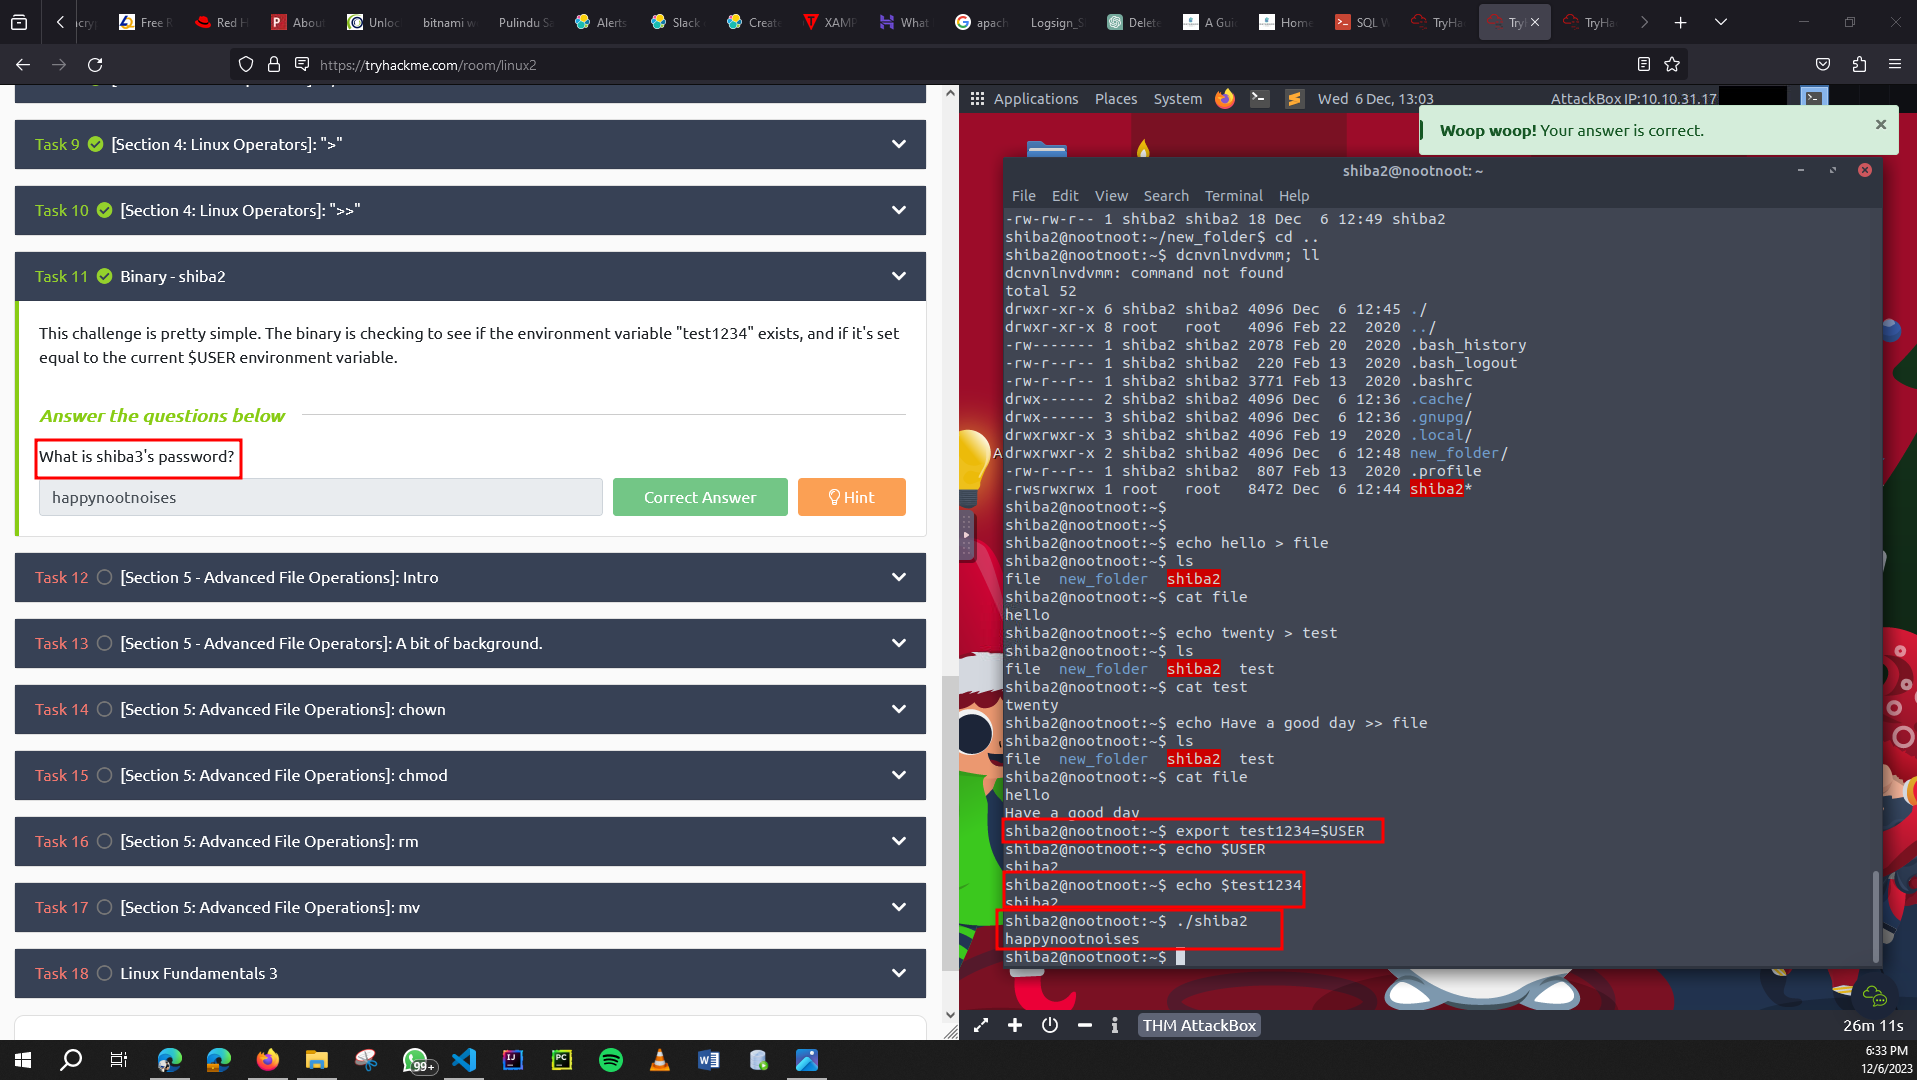 Free R
Red H
About
Unloc
bitnami w
Pulindu Sa
Alerts
Slack
Create
XAMP
What
apach
Logsign_S
Delete
A Gui
Home
SQL W
TryHa
Try
TryHa
https://tryhackme.com/room/linux2
Task 9 [Section 4: Linux Operators]: ">"
Task 10 [Section 4: Linux Operators]: ">>"
Task 11 Binary - shiba2
This challenge is pretty simple. The binary is checking to see if the environment variable "test1234" exists, and if it's set
equal to the current $USER environment variable.
Answer the questions below
What is shiba3's password?
happynootnoises
Correct Answer
Hint
Task 12 [Section 5 - Advanced File Operations]: Intro
Task 13 [Section 5 - Advanced File Operators]: A bit of background.
Task 14 [Section 5: Advanced File Operations]: chown
Task 15 [Section 5: Advanced File Operations]: chmod
Task 16 [Section 5: Advanced File Operations]: rm
Task 17 [Section 5: Advanced File Operations]: mv
Task 18 Linux Fundamentals 3
Applications Places System Wed 6 Dec, 13:03 AttackBox IP:10.10.31.17
Woop woop! Your answer is correct.
shiba2@nootnoot: ~
File Edit View Search Terminal Help
-rw-rw-r-- 1 shiba2 shiba2 18 Dec  6 12:49 shiba2
shiba2@nootnoot:~/new_folder$ cd ..
shiba2@nootnoot:~$ dcnvnlnvdvmm; ll
dcnvnlnvdvmm: command not found
total 52
drwxr-xr-x 6 shiba2 shiba2 4096 Dec  6 12:45 ./
drwxr-xr-x 8 root   root   4096 Feb 22  2020 ../
-rw------- 1 shiba2 shiba2 2078 Feb 20  2020 .bash_history
-rw-r--r-- 1 shiba2 shiba2  220 Feb 13  2020 .bash_logout
-rw-r--r-- 1 shiba2 shiba2 3771 Feb 13  2020 .bashrc
drwx------ 2 shiba2 shiba2 4096 Dec  6 12:36 .cache/
drwx------ 3 shiba2 shiba2 4096 Dec  6 12:36 .gnupg/
drwxrwxr-x 3 shiba2 shiba2 4096 Feb 19  2020 .local/
drwxrwxr-x 2 shiba2 shiba2 4096 Dec  6 12:48 new_folder/
-rw-r--r-- 1 shiba2 shiba2  807 Feb 13  2020 .profile
-rwsrwxrwx 1 root   root   8472 Dec  6 12:44 shiba2*
shiba2@nootnoot:~$
shiba2@nootnoot:~$
shiba2@nootnoot:~$ echo hello > file
shiba2@nootnoot:~$ ls
file  new_folder  shiba2
shiba2@nootnoot:~$ cat file
hello
shiba2@nootnoot:~$ echo twenty > test
shiba2@nootnoot:~$ ls
file  new_folder  shiba2  test
shiba2@nootnoot:~$ cat test
twenty
shiba2@nootnoot:~$ echo Have a good day >> file
shiba2@nootnoot:~$ ls
file  new_folder  shiba2  test
shiba2@nootnoot:~$ cat file
hello
Have a good day
shiba2@nootnoot:~$ export test1234=$USER
shiba2@nootnoot:~$ echo $USER
shiba2
shiba2@nootnoot:~$ echo $test1234
shiba2
shiba2@nootnoot:~$ ./shiba2
happynootnoises
shiba2@nootnoot:~$
THM AttackBox
26m 11s
99+
6:33 PM
12/6/2023